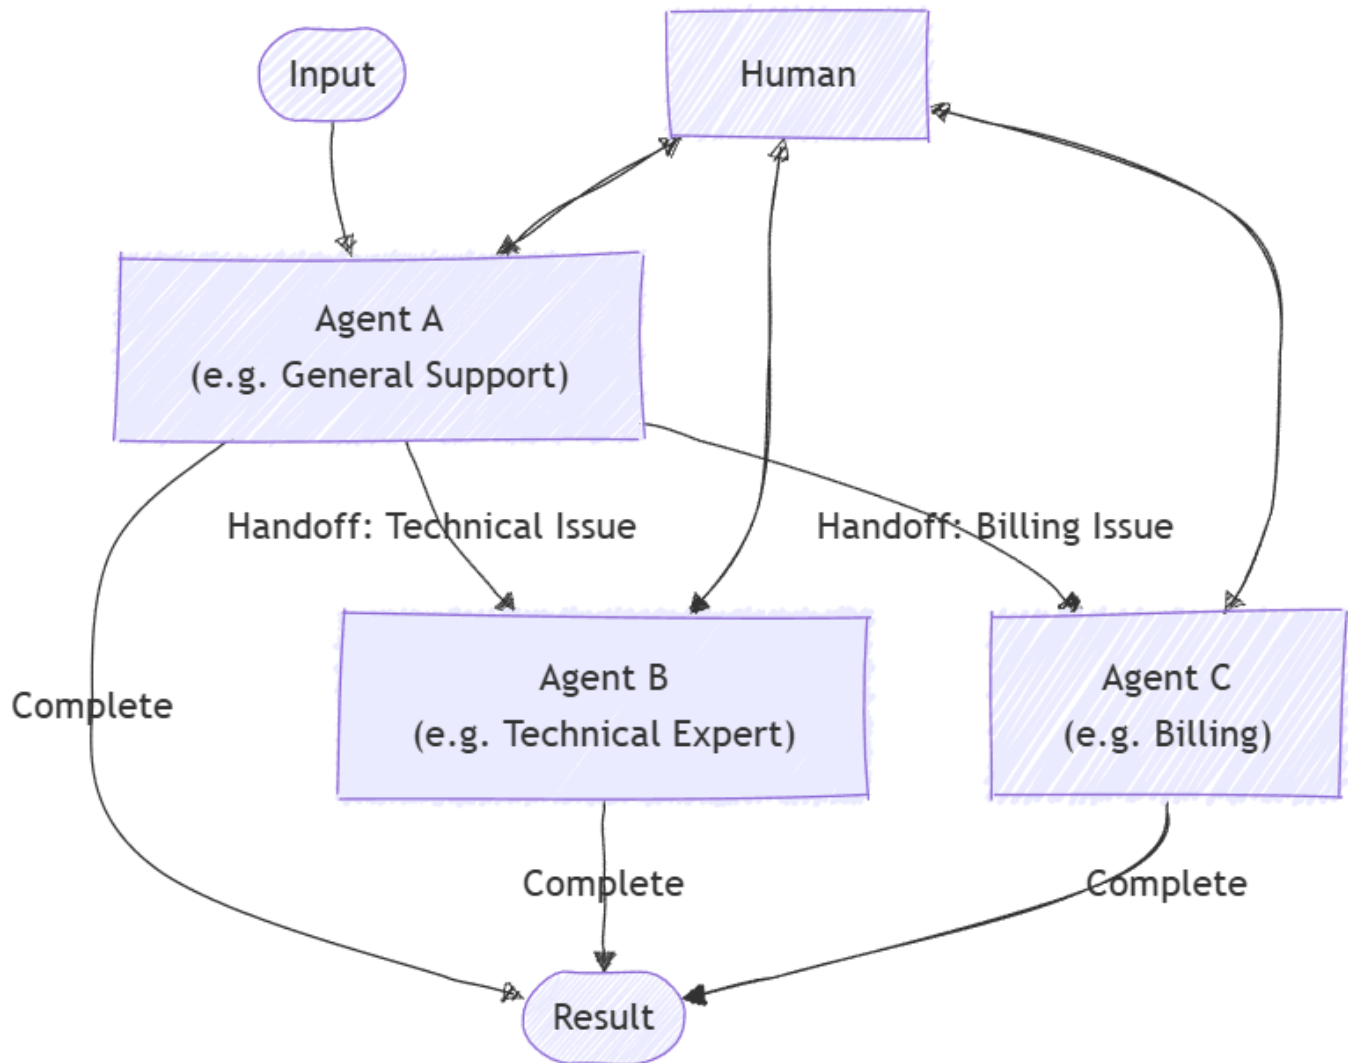 Input
Human
Agent A
(e.g. General Support)
Handoff: Technical Issue
Handoff: Billing Issue
Agent B
(e.g. Technical Expert)
Agent C
(e.g. Billing)
Complete
Complete
Complete
Result